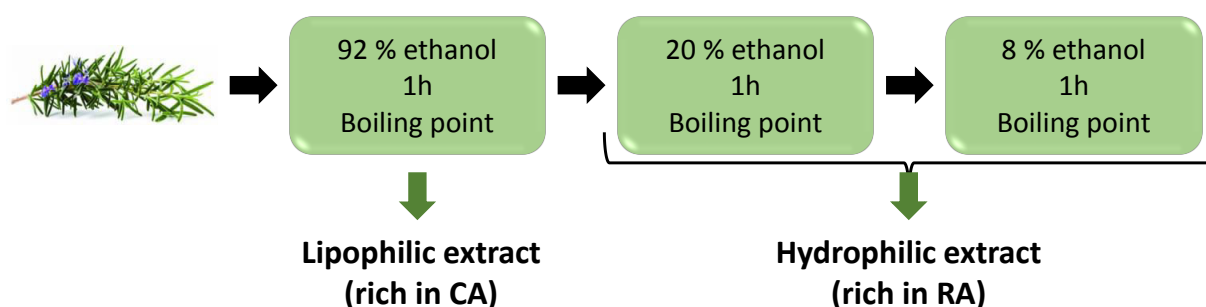 92 % ethanol
1h
Boiling point
20 % ethanol
1h
Boiling point
8 % ethanol
1h
Boiling point
Lipophilic extract
(rich in CA)
Hydrophilic extract
(rich in RA)